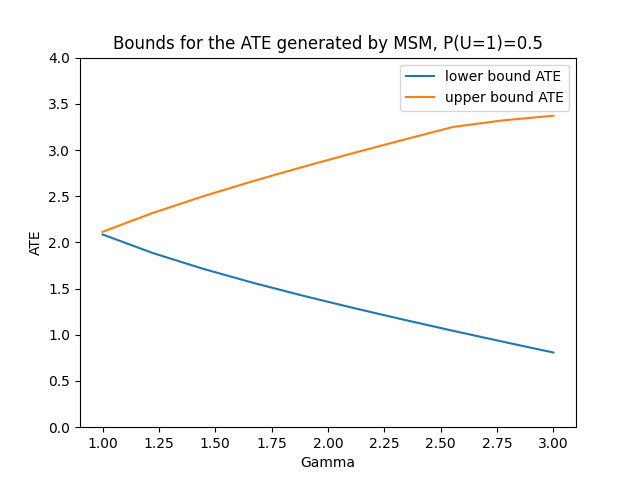 Bounds for the ATE generated by MSM, P(U=1)=0.5
lower bound ATE
upper bound ATE
4.0
3.5
3.0
2.5
2.0
1.5
1.0
0.5
0.0
ATE
1.00 1.25 1.50 1.75 2.00 2.25 2.50 2.75 3.00
Gamma